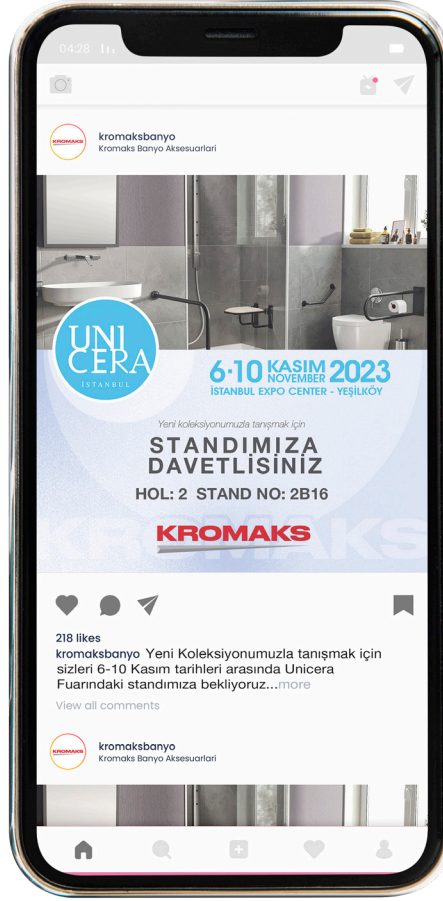 04:28
KROMAKS
kromaksbanyo
Kromaks Banyo Aksesuarlari
UNI
CERA
İSTANBUL
6-10 KASIM NOVEMBER 2023
İSTANBUL EXPO CENTER - YEŞİLKÖY
Yeni koleksiyonumuzla tanışmak için
STANDIMIZA
DAVETLİSİNİZ
HOL: 2 STAND NO: 2B16
KROMAKS
KROMAKS
218 likes
kromaksbanyo Yeni Koleksiyonumuzla tanışmak için
sizleri 6-10 Kasım tarihleri arasında Unicera
Fuarındaki standımıza bekliyoruz...more
View all comments
KROMAKS
kromaksbanyo
Kromaks Banyo Aksesuarlari